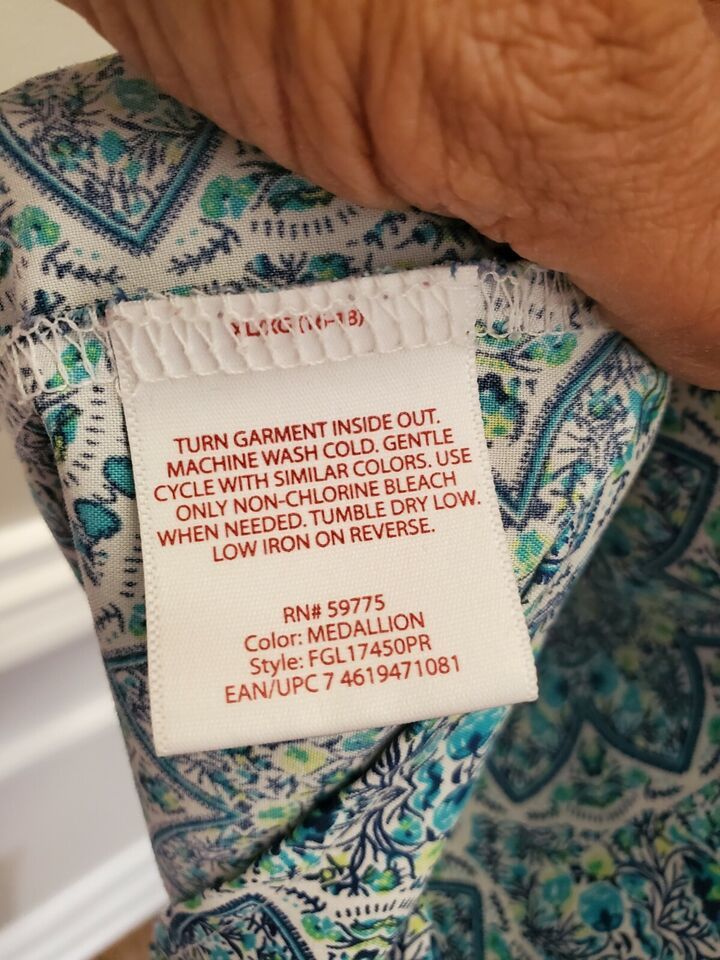 TURN GARMENT INSIDE OUT.
MACHINE WASH COLD. GENTLE
CYCLE WITH SIMILAR COLORS. USE
ONLY NON-CHLORINE BLEACH
WHEN NEEDED. TUMBLE DRY LOW.
LOW IRON ON REVERSE.
RN# 59775
Color: MEDALLION
Style: FGL17450PR
EAN/UPC 7 4619471081